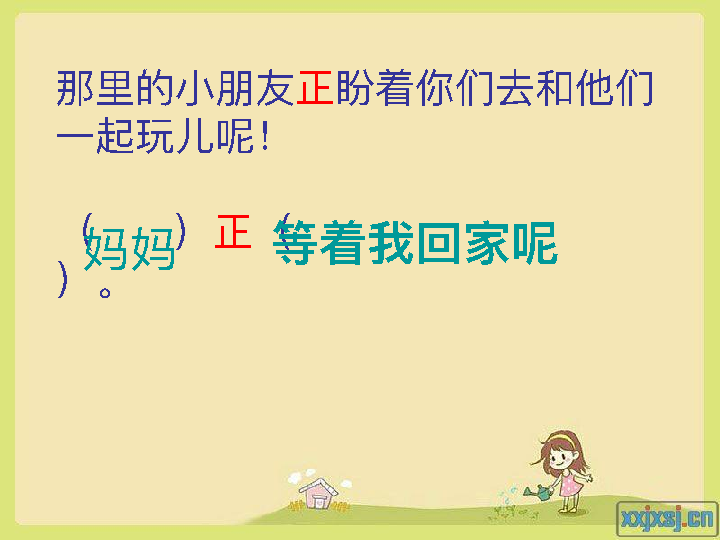 那里的小朋友正盼着你们去和他们
一起玩儿呢！
（妈妈）正（等着我回家呢
）。
xxjxsj.cn